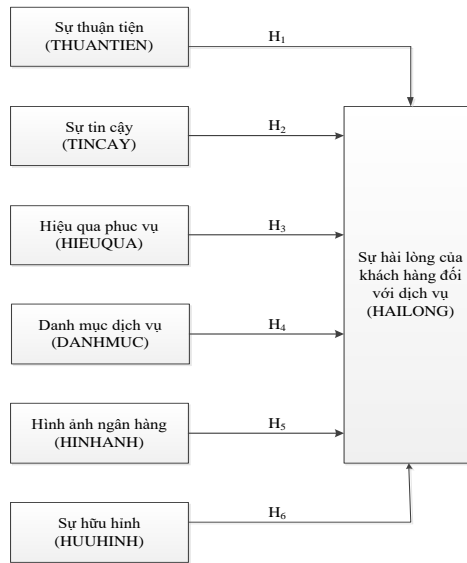 Sự thuận tiện
(THUANTIEN)
H1
Sự tin cậy
(TINCAY)
H2
Hiệu qua phuc vụ
(HIEUQUA)
H3
Danh mục dịch vụ
(DANHMUC)
H4
Hình ảnh ngân hàng
(HINHANH)
H5
Sự hữu hỉnh
(HUUHINH)
H6
Sự hài lòng của
khách hàng đối
với dịch vụ
(HAILONG)